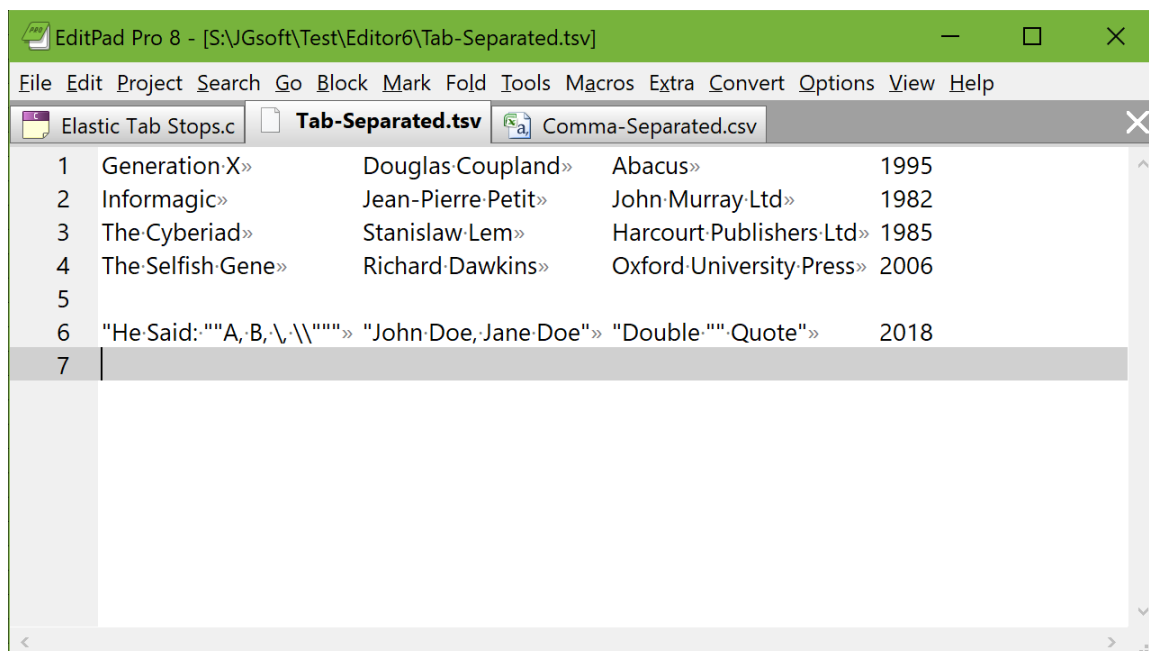 EditPad Pro 8 - [S:\JGsoft\Test\Editor6\Tab-Separated.tsv]
File Edit Project Search Go Block Mark Fold Tools Macros Extra Convert Options View Help
Elastic Tab Stops.c Tab-Separated.tsv Comma-Separated.csv
1 Generation·X» Douglas·Coupland» Abacus» 1995
2 Informagic» Jean-Pierre·Petit» John·Murray·Ltd» 1982
3 The·Cyberiad» Stanislaw·Lem» Harcourt·Publishers·Ltd» 1985
4 The·Selfish·Gene» Richard·Dawkins» Oxford·University·Press» 2006
5
6 "He·Said:·""A,·B,·\,·\\"""» "John·Doe,·Jane·Doe"» "Double·""·Quote"» 2018
7